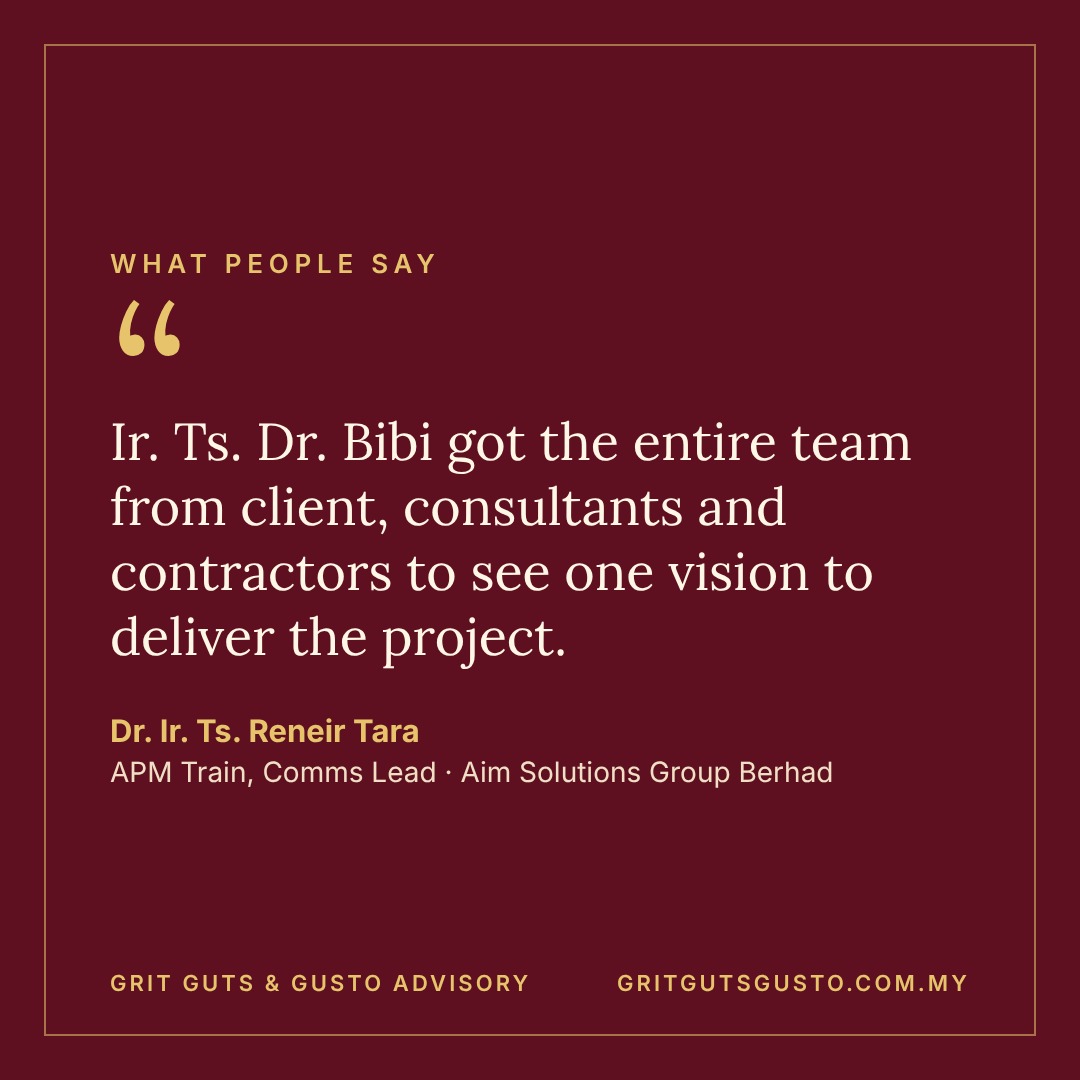 WHAT PEOPLE SAY
“
Ir. Ts. Dr. Bibi got the entire team
from client, consultants and
contractors to see one vision to
deliver the project.
Dr. Ir. Ts. Reneir Tara
APM Train, Comms Lead · Aim Solutions Group Berhad
GRIT GUTS & GUSTO ADVISORY
GRITGUTSGUSTO.COM.MY